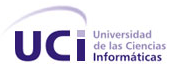 UCi Universidad
de las Ciencias
Informáticas